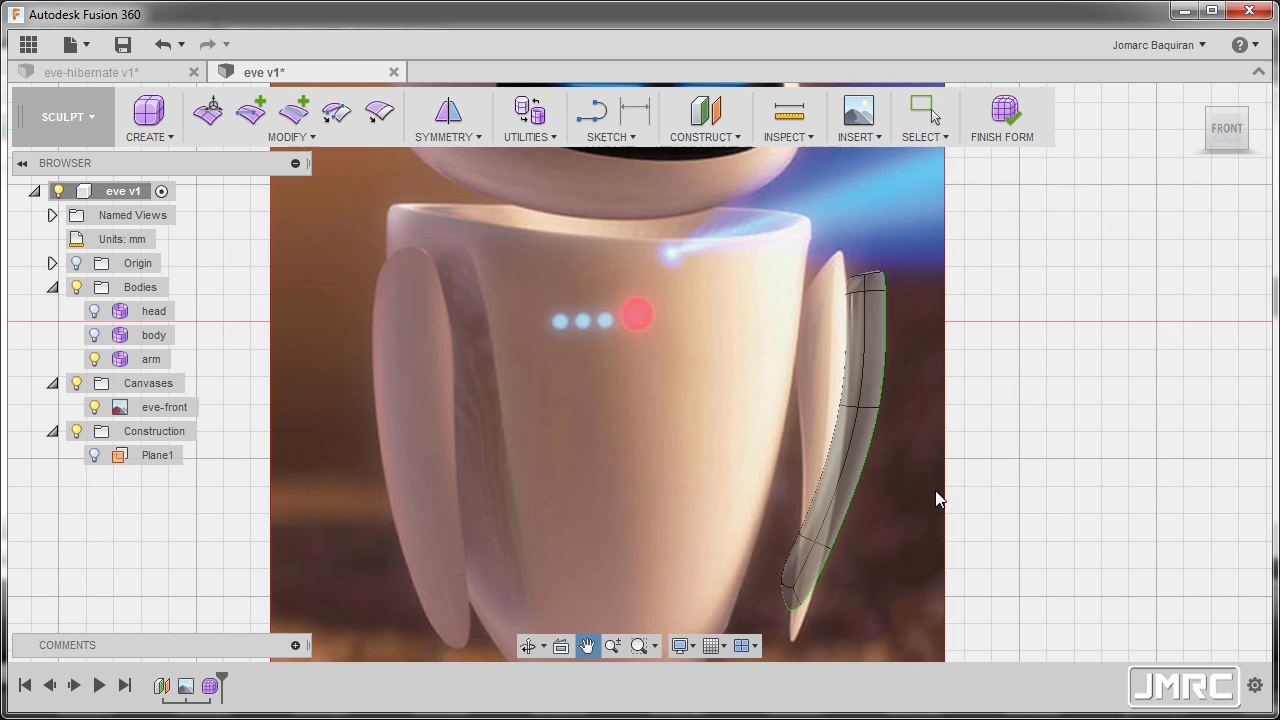 Autodesk Fusion 360
Jomarc Baquiran
eve-hibernate v1*
eve v1*
SCULPT
CREATE
MODIFY
SYMMETRY
UTILITIES
SKETCH
CONSTRUCT
INSPECT
INSERT
SELECT
FINISH FORM
FRONT
BROWSER
eve v1
Named Views
Units: mm
Origin
Bodies
head
body
arm
Canvases
eve-front
Construction
Plane1
COMMENTS
JMRC